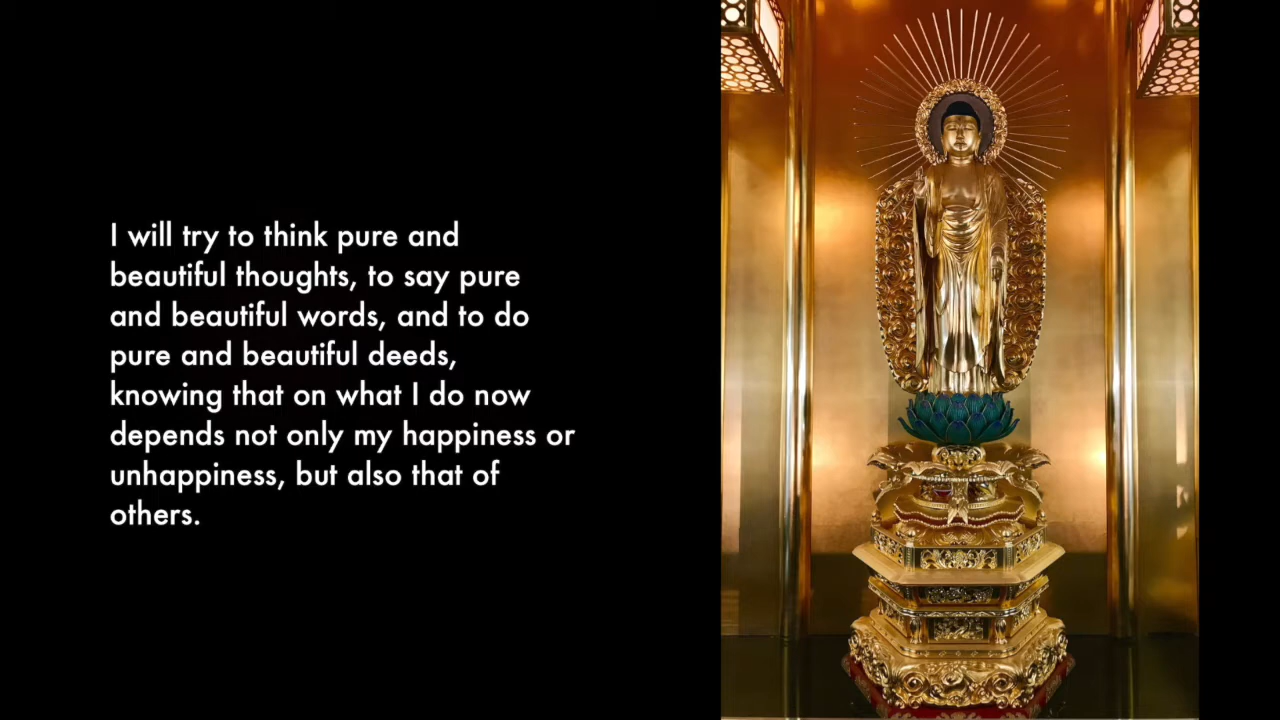 I will try to think pure and
beautiful thoughts, to say pure
and beautiful words, and to do
pure and beautiful deeds,
knowing that on what I do now
depends not only my happiness or
unhappiness, but also that of
others.